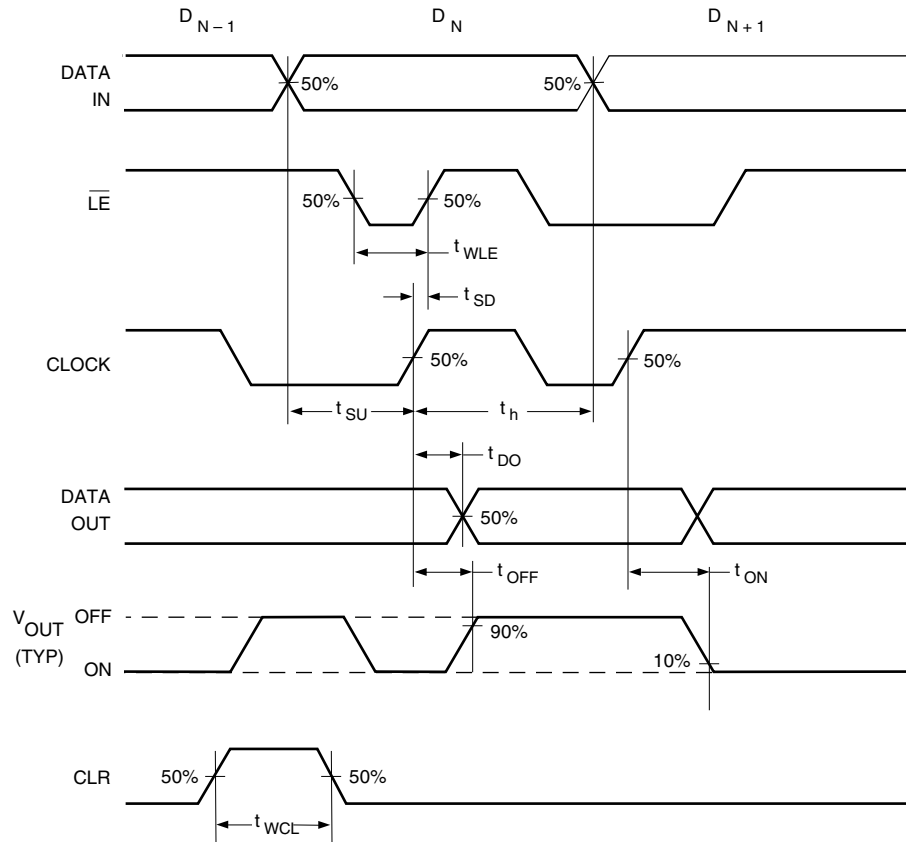 D N – 1 D N D N + 1
DATA IN 50% 50%
LE 50% 50%
t WLE
t SD
CLOCK 50% 50%
t SU t h
t DO
DATA OUT 50%
t OFF t ON
V OUT (TYP) OFF 90%
ON 10%
CLR 50% 50%
t WCL